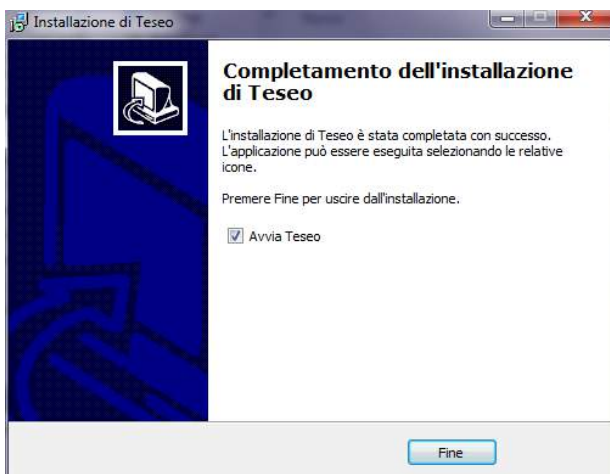 Installazione di Teseo
Completamento dell'installazione
di Teseo
L'installazione di Teseo è stata completata con successo.
L'applicazione può essere eseguita selezionando le relative
icone.
Premere Fine per uscire dall'installazione.
Avvia Teseo
Fine